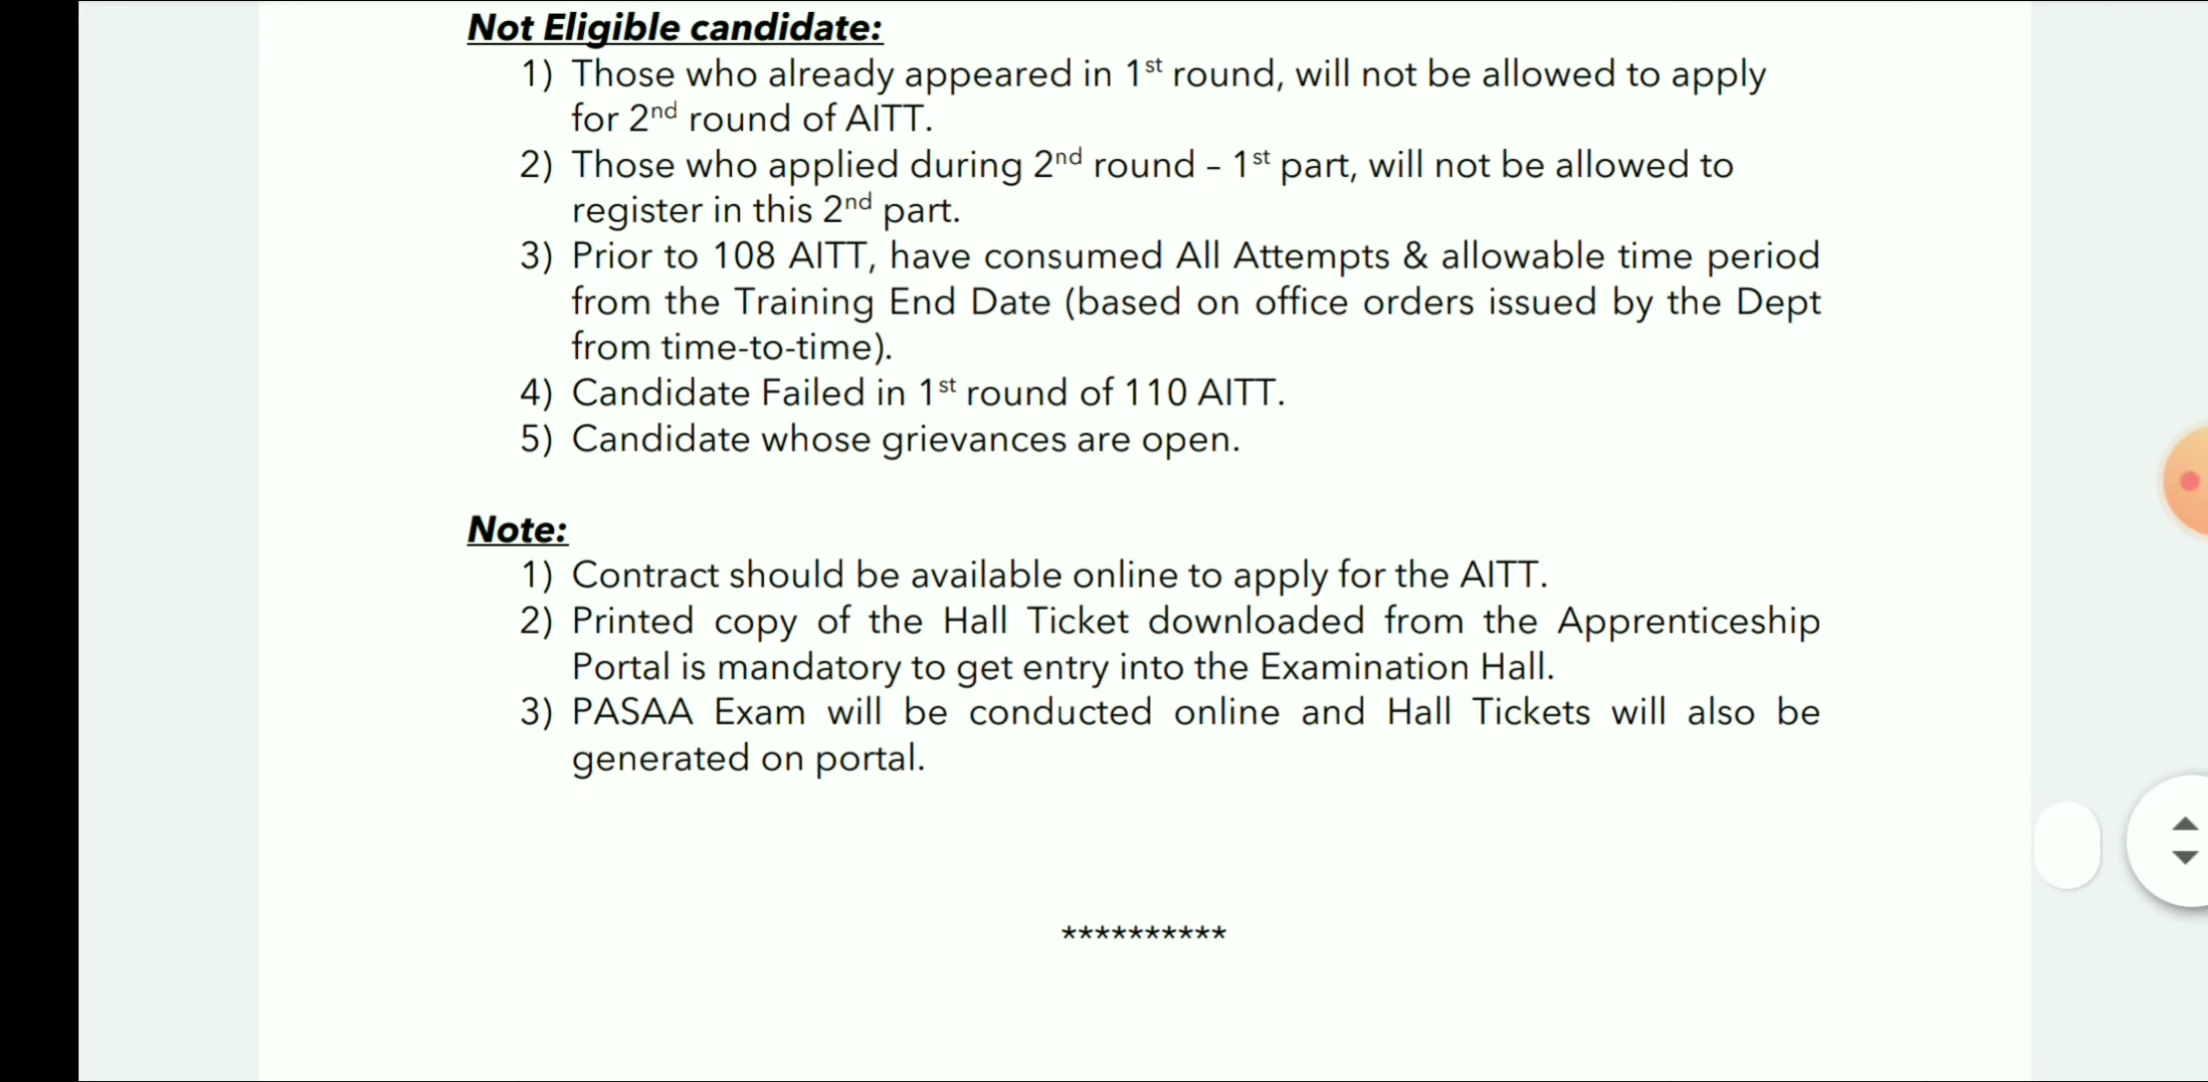 Not Eligible candidate:
1) Those who already appeared in 1st round, will not be allowed to apply
for 2nd round of AITT.
2) Those who applied during 2nd round – 1st part, will not be allowed to
register in this 2nd part.
3) Prior to 108 AITT, have consumed All Attempts & allowable time period
from the Training End Date (based on office orders issued by the Dept
from time-to-time).
4) Candidate Failed in 1st round of 110 AITT.
5) Candidate whose grievances are open.
Note:
1) Contract should be available online to apply for the AITT.
2) Printed copy of the Hall Ticket downloaded from the Apprenticeship
Portal is mandatory to get entry into the Examination Hall.
3) PASAA Exam will be conducted online and Hall Tickets will also be
generated on portal.
**********